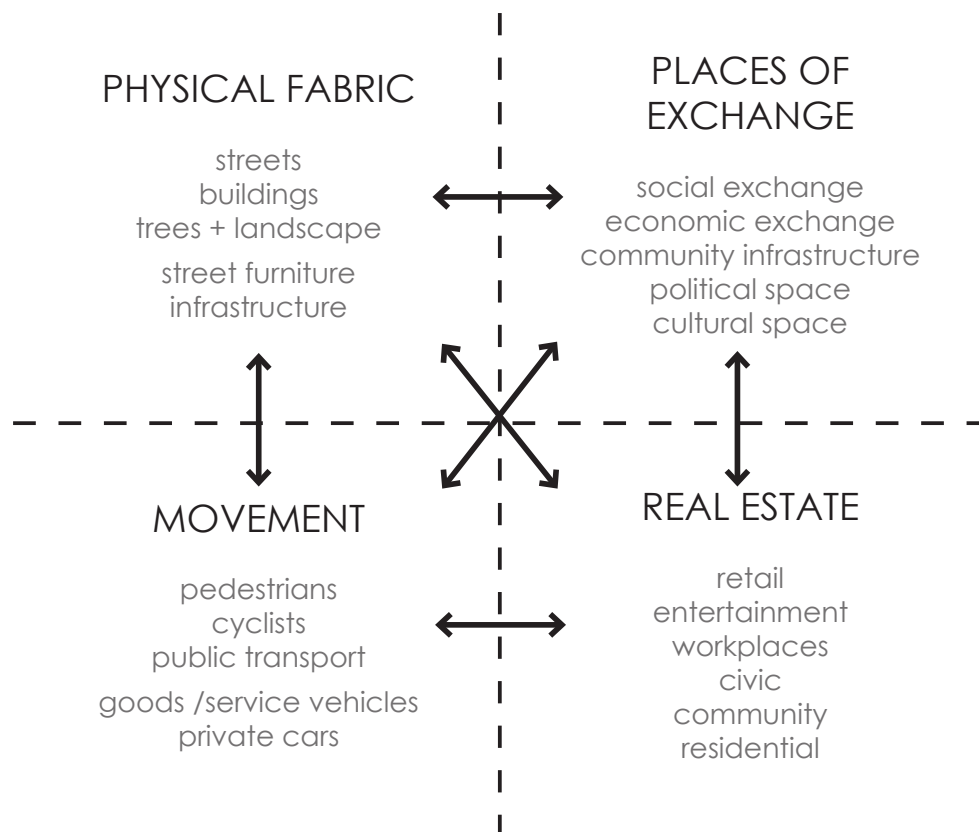 PHYSICAL FABRIC
streets
buildings
trees + landscape
street furniture
infrastructure
PLACES OF
EXCHANGE
social exchange
economic exchange
community infrastructure
political space
cultural space
MOVEMENT
pedestrians
cyclists
public transport
goods /service vehicles
private cars
REAL ESTATE
retail
entertainment
workplaces
civic
community
residential